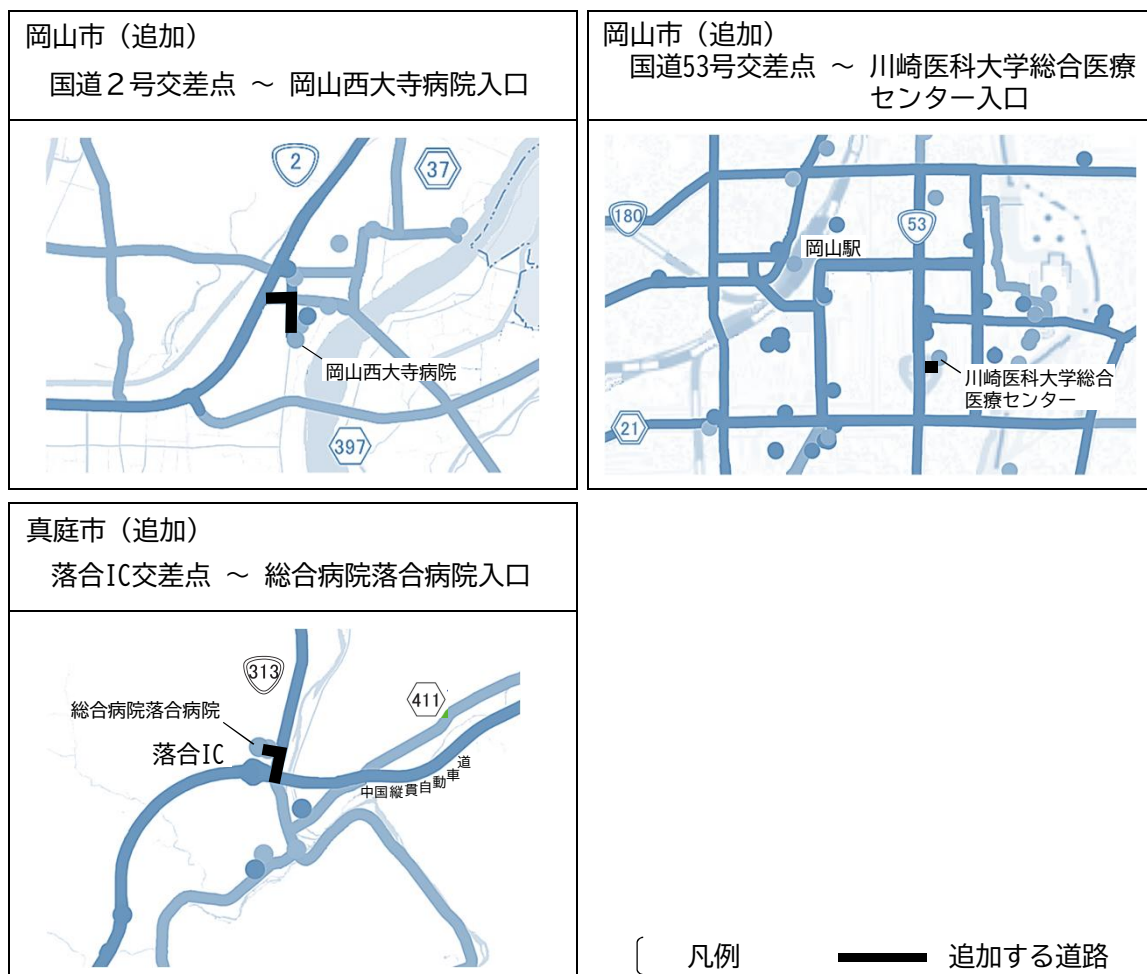 岡山市（追加）
国道２号交差点 ～ 岡山西大寺病院入口
2
37
岡山西大寺病院
397
岡山市（追加）
国道53号交差点 ～ 川崎医科大学総合医療
センター入口
180
53
岡山駅
川崎医科大学総合
医療センター
21
真庭市（追加）
落合IC交差点 ～ 総合病院落合病院入口
313
411
総合病院落合病院
落合IC
中国縦貫自動車道
凡例
追加する道路